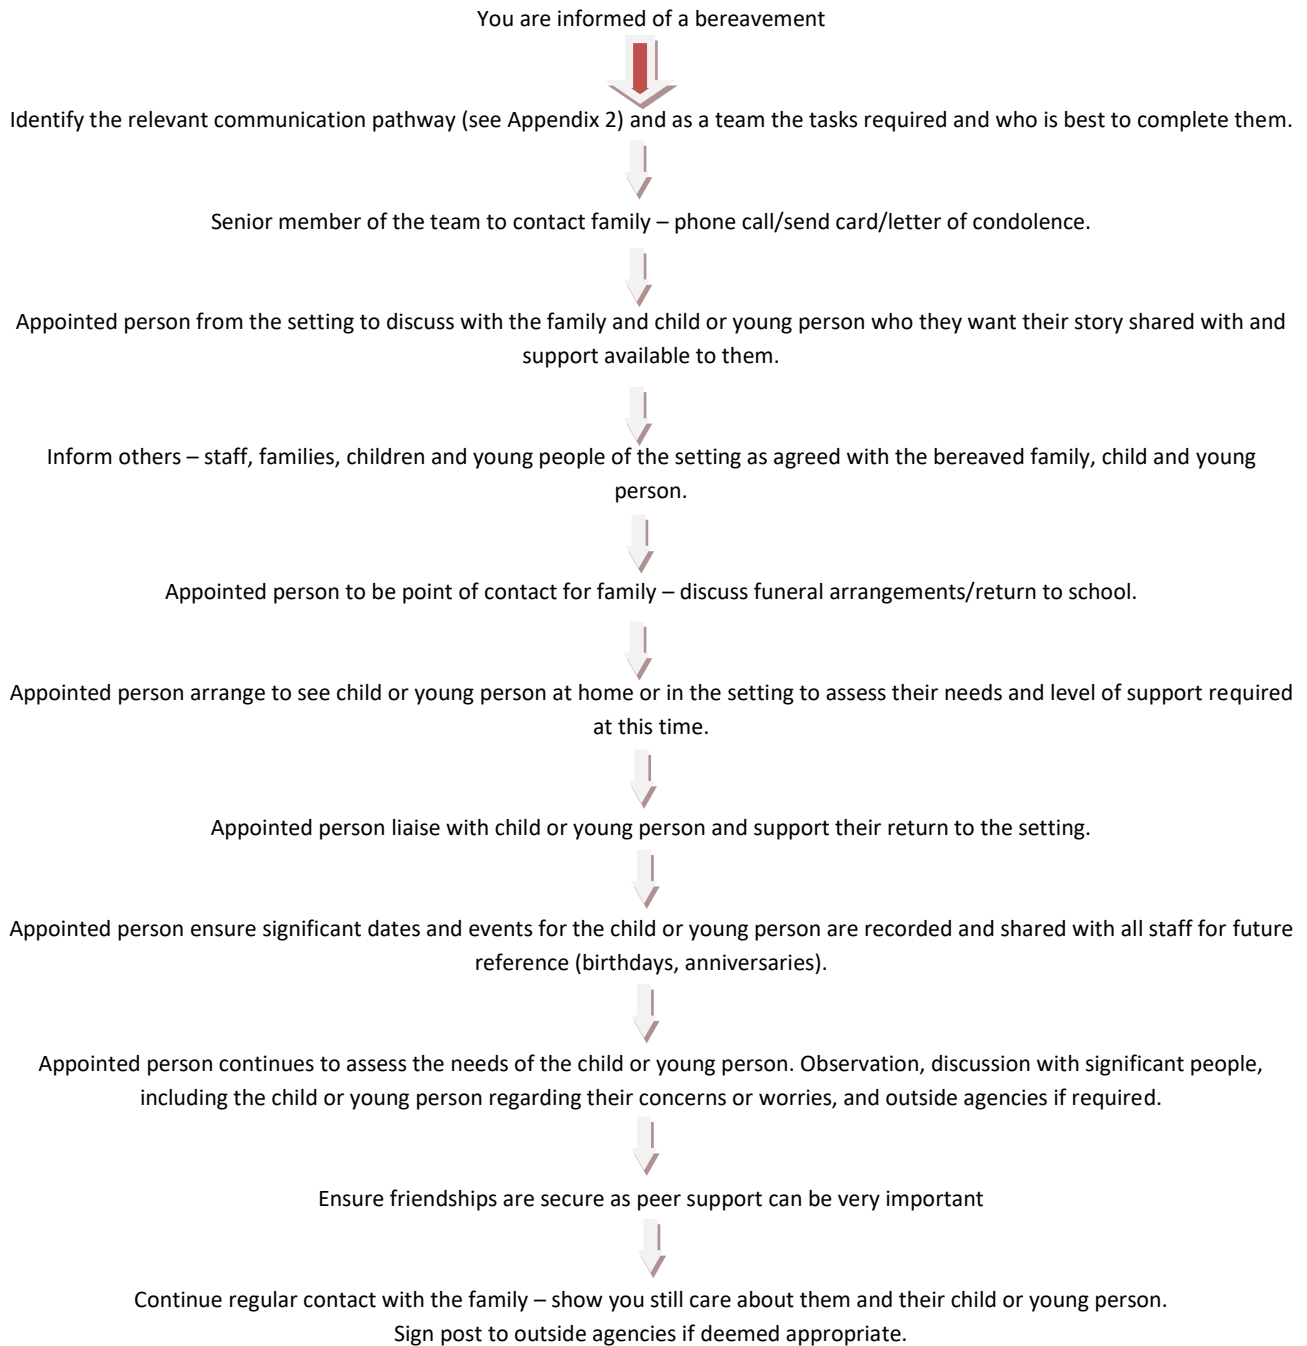 You are informed of a bereavement
Identify the relevant communication pathway (see Appendix 2) and as a team the tasks required and who is best to complete them.
Senior member of the team to contact family – phone call/send card/letter of condolence.
Appointed person from the setting to discuss with the family and child or young person who they want their story shared with and
support available to them.
Inform others – staff, families, children and young people of the setting as agreed with the bereaved family, child and young
person.
Appointed person to be point of contact for family – discuss funeral arrangements/return to school.
Appointed person arrange to see child or young person at home or in the setting to assess their needs and level of support required
at this time.
Appointed person liaise with child or young person and support their return to the setting.
Appointed person ensure significant dates and events for the child or young person are recorded and shared with all staff for future
reference (birthdays, anniversaries).
Appointed person continues to assess the needs of the child or young person. Observation, discussion with significant people,
including the child or young person regarding their concerns or worries, and outside agencies if required.
Ensure friendships are secure as peer support can be very important
Continue regular contact with the family – show you still care about them and their child or young person.
Sign post to outside agencies if deemed appropriate.